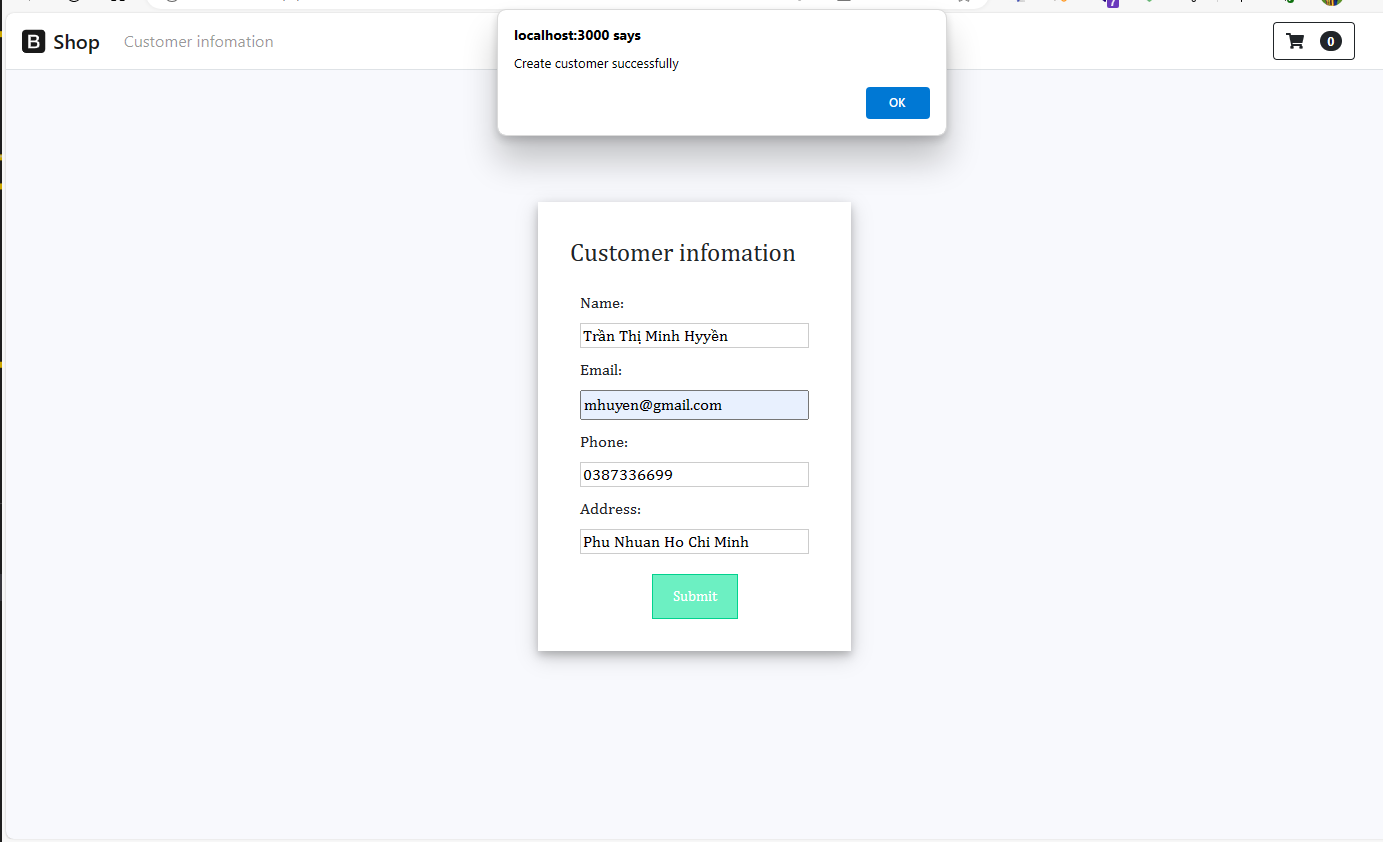 localhost:3000 says
Create customer successfully
OK
B Shop Customer infomation 0
7
Customer infomation
Name:
Trần Thị Minh Hyyền
Email:
mhuyen@gmail.com
Phone:
0387336699
Address:
Phu Nhuan Ho Chi Minh
Submit